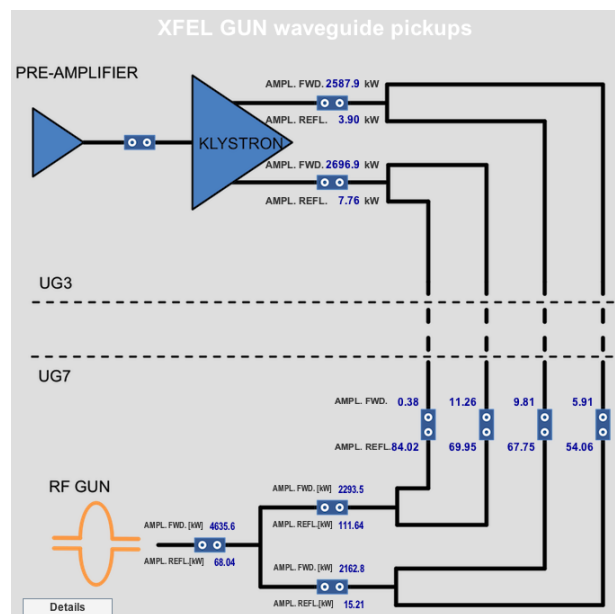 XFEL GUN waveguide pickups
PRE-AMPLIFIER
AMPL. FWD. 2587.9 kW
AMPL. REFL. 3.90 kW
KLYSTRON
AMPL. FWD. 2696.9 kW
AMPL. REFL. 7.76 kW
UG3
UG7
AMPL. FWD. 0.38 11.26 9.81 5.91
AMPL. REFL. 84.02 69.95 67.75 54.06
RF GUN
AMPL. FWD. [kW] 2293.5
AMPL. REFL.[kW] 111.64
AMPL. FWD. [kW] 4635.6
AMPL. REFL.[kW] 68.04
AMPL. FWD. [kW] 2162.8
AMPL. REFL.[kW] 15.21
Details